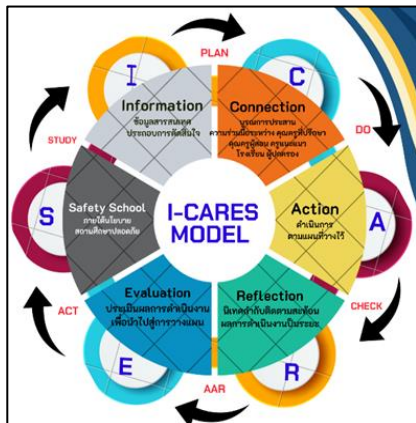 PLAN
I
C
Information
ข้อมูลสารสนเทศ
ประกอบการตัดสินใจ
Connection
บูรณการประสาน
ความร่วมมือระหว่าง คุณครูที่ปรึกษา
คุณครูผู้สอน ครูแนะแนว
โรงเรียน ผู้ปกครอง
STUDY
DO
S
Safety School
ภายใต้นโยบาย
สถานศึกษาปลอดภัย
I-CARES
MODEL
Action
ดำเนินการ
ตามแผนที่วางไว้
A
ACT
CHECK
Evaluation
ประเมินผลการดำเนินงาน
เพื่อนำไปสู่การวางแผน
Reflection
นิเทศกำกับติดตามสะท้อน
ผลการดำเนินงานเป็นระยะ
E
R
AAR